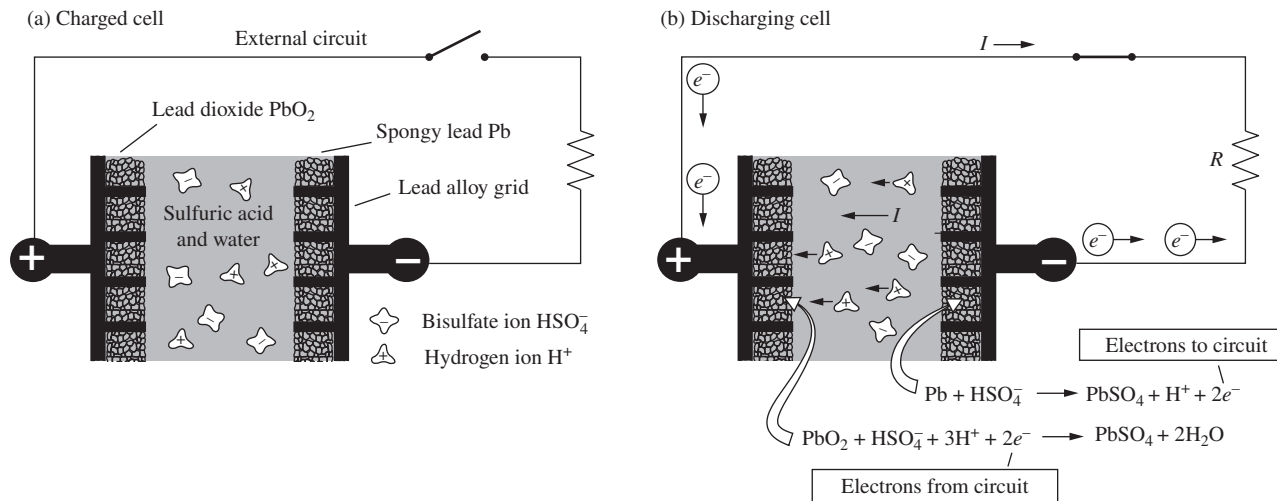 (a) Charged cell
External circuit
Lead dioxide PbO₂
Spongy lead Pb
Lead alloy grid
Sulfuric acid
and water
+
−
Bisulfate ion HSO₄⁻
Hydrogen ion H⁺
(b) Discharging cell
I
e⁻
e⁻
R
I
+
−
e⁻ e⁻
Electrons to circuit
Pb + HSO₄⁻ → PbSO₄ + H⁺ + 2e⁻
PbO₂ + HSO₄⁻ + 3H⁺ + 2e⁻ → PbSO₄ + 2H₂O
Electrons from circuit